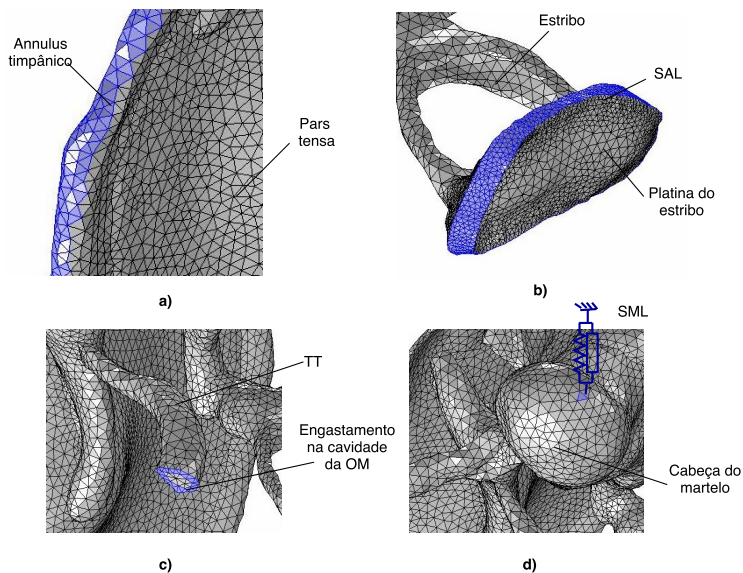 Annulus
timpânico
Pars
tensa
a)
Estribo
SAL
Platina do
estribo
b)
TT
Engastamento
na cavidade
da OM
c)
SML
Cabeça do
martelo
d)